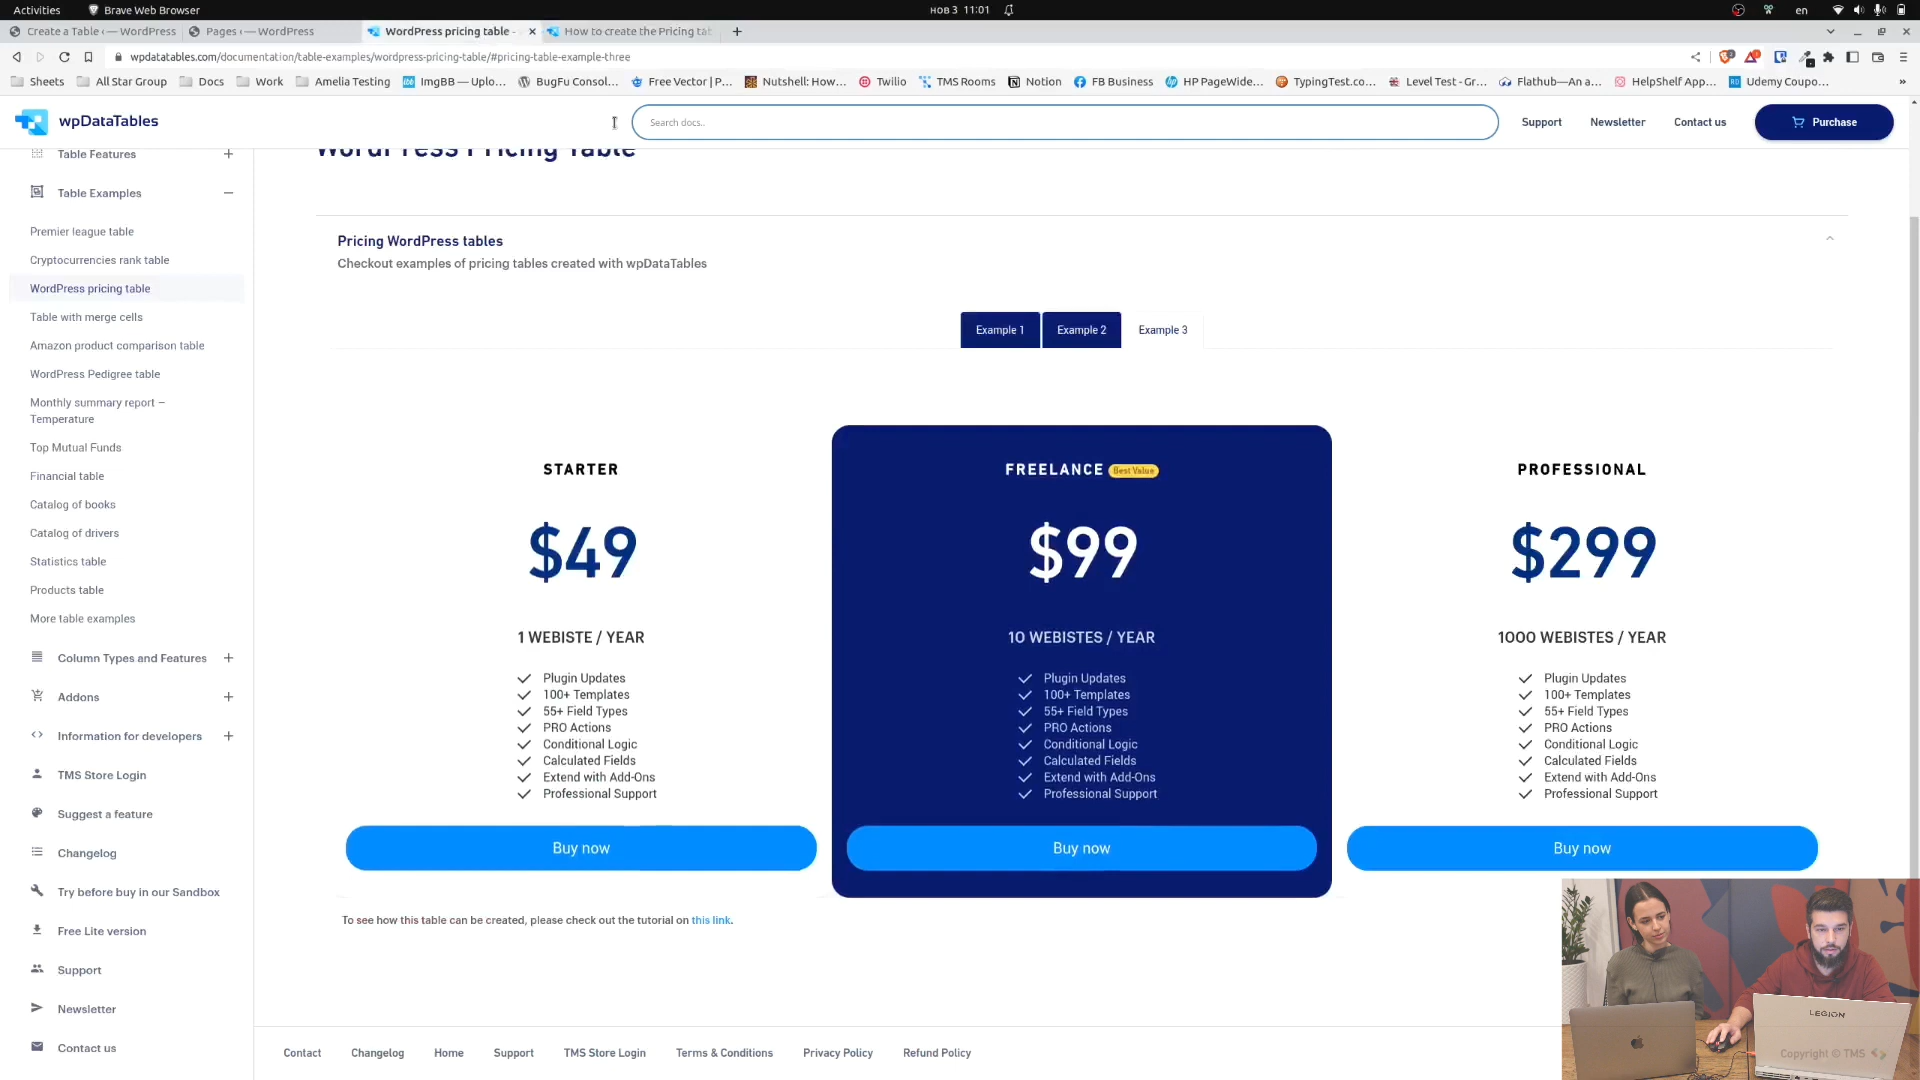 Activities
Brave Web Browser
нов 3 11:01
en
Create a Table ‹ — WordPress
Pages ‹ — WordPress
WordPress pricing table -
How to create the Pricing tat
wpdatatables.com/documentation/table-examples/wordpress-pricing-table/#pricing-table-example-three
Sheets
All Star Group
Docs
Work
Amelia Testing
ImgBB — Uplo...
BugFu Consol...
Free Vector | P...
Nutshell: How...
Twilio
TMS Rooms
Notion
FB Business
HP PageWide...
TypingTest.co...
Level Test - Gr...
Flathub—An a...
HelpShelf App...
Udemy Coupo...
wpDataTables
Search docs..
Support
Newsletter
Contact us
Purchase
Table Features
Table Examples
Premier league table
Cryptocurrencies rank table
WordPress pricing table
Table with merge cells
Amazon product comparison table
WordPress Pedigree table
Monthly summary report –
Temperature
Top Mutual Funds
Financial table
Catalog of books
Catalog of drivers
Statistics table
Products table
More table examples
Column Types and Features
Addons
Information for developers
TMS Store Login
Suggest a feature
Changelog
Try before buy in our Sandbox
Free Lite version
Support
Newsletter
Contact us
WordPress Pricing Table
Pricing WordPress tables
Checkout examples of pricing tables created with wpDataTables
Example 1
Example 2
Example 3
STARTER
$49
1 WEBISTE / YEAR
Plugin Updates
100+ Templates
55+ Field Types
PRO Actions
Conditional Logic
Calculated Fields
Extend with Add-Ons
Professional Support
Buy now
FREELANCE Best Value
$99
10 WEBISTES / YEAR
Plugin Updates
100+ Templates
55+ Field Types
PRO Actions
Conditional Logic
Calculated Fields
Extend with Add-Ons
Professional Support
Buy now
PROFESSIONAL
$299
1000 WEBISTES / YEAR
Plugin Updates
100+ Templates
55+ Field Types
PRO Actions
Conditional Logic
Calculated Fields
Extend with Add-Ons
Professional Support
Buy now
To see how this table can be created, please check out the tutorial on this link.
Contact
Changelog
Home
Support
TMS Store Login
Terms & Conditions
Privacy Policy
Refund Policy
LEGION
Copyright © TMS